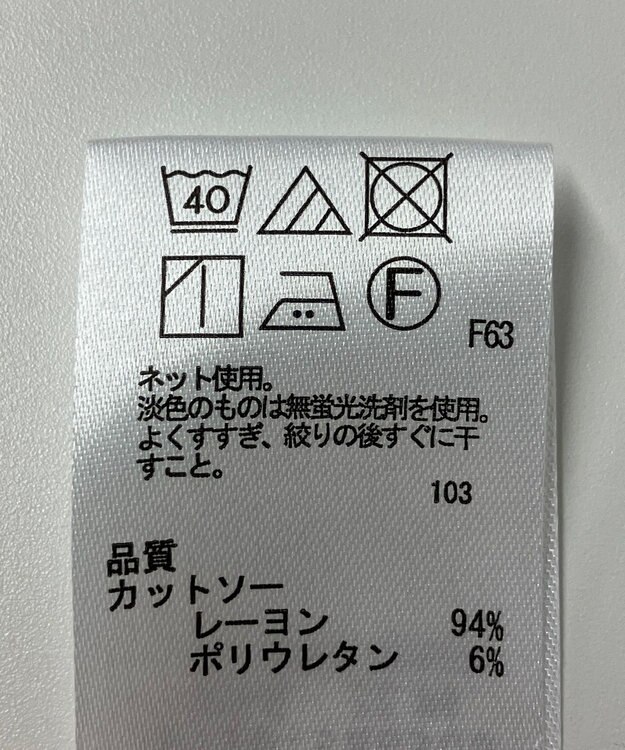 40
F
F63
ネット使用。
淡色のものは無蛍光洗剤を使用。
よくすすぎ、絞りの後すぐに干
すこと。
103
品質
カットソー
レーヨン 94%
ポリウレタン 6%